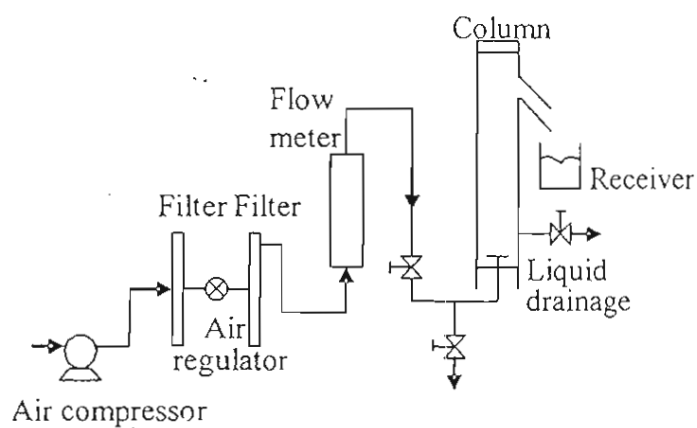 Column
Flow
meter
Receiver
Filter Filter
Liquid
drainage
Air
regulator
Air compressor